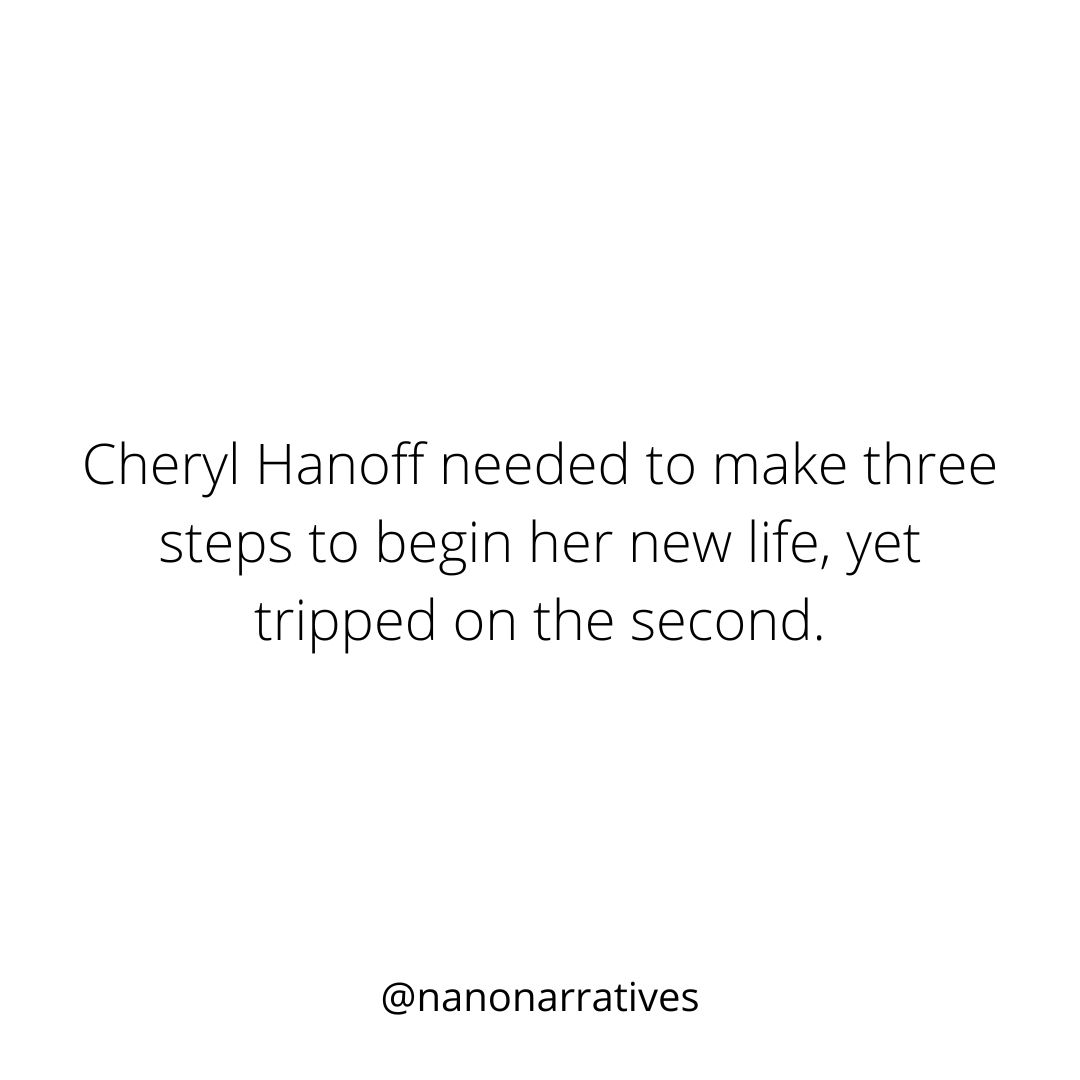 Cheryl Hanoff needed to make three
steps to begin her new life, yet
tripped on the second.
@nanonarratives